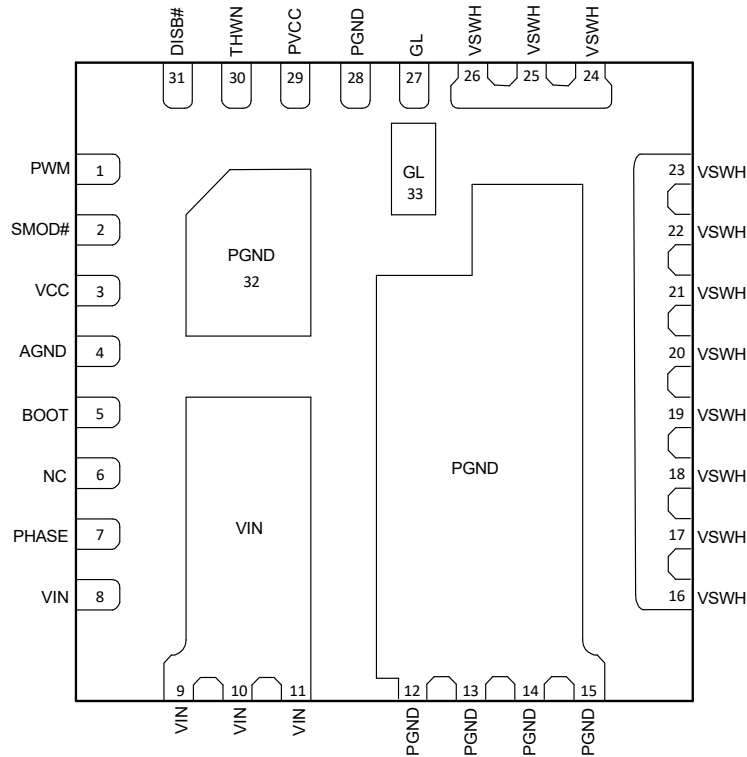 DISB#
THWN
PVCC
PGND
GL
VSWH
VSWH
VSWH
31
30
29
28
27
26
25
24
PWM 1
SMOD# 2
VCC 3
AGND 4
BOOT 5
NC 6
PHASE 7
VIN 8
PGND
32
GL
33
VIN
PGND
23 VSWH
22 VSWH
21 VSWH
20 VSWH
19 VSWH
18 VSWH
17 VSWH
16 VSWH
9
10
11
12
13
14
15
VIN
VIN
VIN
PGND
PGND
PGND
PGND